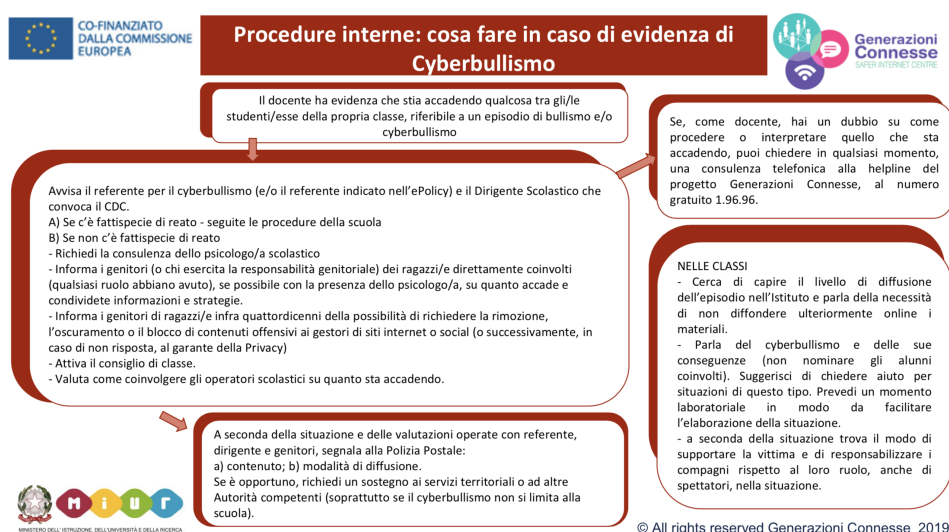 CO-FINANZIATO
DALLA COMMISSIONE
EUROPEA
Procedure interne: cosa fare in caso di evidenza di
Cyberbullismo
Generazioni
Connesse
SAFER INTERNET CENTRE
Il docente ha evidenza che stia accadendo qualcosa tra gli/le
studenti/esse della propria classe, riferibile a un episodio di bullismo e/o
cyberbullismo
Se, come docente, hai un dubbio su come
procedere o interpretare quello che sta
accadendo, puoi chiedere in qualsiasi momento,
una consulenza telefonica alla helpline del
progetto Generazioni Connesse, al numero
gratuito 1.96.96.
Avvisa il referente per il cyberbullismo (e/o il referente indicato nell'ePolicy) e il Dirigente Scolastico che
convoca il CDC.
A) Se c'è fattispecie di reato - seguite le procedure della scuola
B) Se non c'è fattispecie di reato
- Richiedi la consulenza dello psicologo/a scolastico
- Informa i genitori (o chi esercita la responsabilità genitoriale) dei ragazzi/e direttamente coinvolti
(qualsiasi ruolo abbiano avuto), se possibile con la presenza dello psicologo/a, su quanto accade e
condividete informazioni e strategie.
- Informa i genitori di ragazzi/e infra quattordicenni della possibilità di richiedere la rimozione,
l'oscuramento o il blocco di contenuti offensivi ai gestori di siti internet o social (o successivamente, in
caso di non risposta, al garante della Privacy)
- Attiva il consiglio di classe.
- Valuta come coinvolgere gli operatori scolastici su quanto sta accadendo.
NELLE CLASSI
- Cerca di capire il livello di diffusione
dell'episodio nell'Istituto e parla della necessità
di non diffondere ulteriormente online i
materiali.
- Parla del cyberbullismo e delle sue
conseguenze (non nominare gli alunni
coinvolti). Suggerisci di chiedere aiuto per
situazioni di questo tipo. Prevedi un momento
laboratoriale in modo da facilitare
l'elaborazione della situazione.
- a seconda della situazione trova il modo di
supportare la vittima e di responsabilizzare i
compagni rispetto al loro ruolo, anche di
spettatori, nella situazione.
A seconda della situazione e delle valutazioni operate con referente,
dirigente e genitori, segnala alla Polizia Postale:
a) contenuto; b) modalità di diffusione.
Se è opportuno, richiedi un sostegno ai servizi territoriali o ad altre
Autorità competenti (soprattutto se il cyberbullismo non si limita alla
scuola).
miur
MINISTERO DELL'ISTRUZIONE, DELL'UNIVERSITÀ E DELLA RICERCA
© All rights reserved Generazioni Connesse 2019